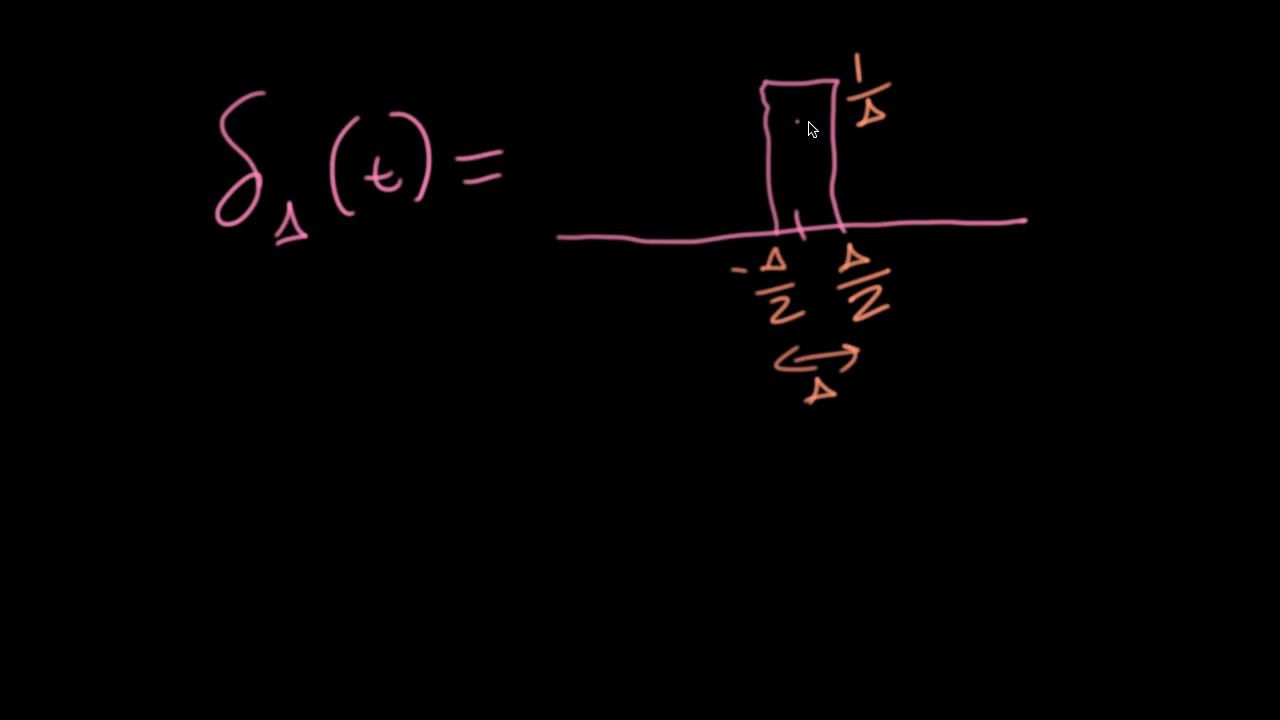 δ_Δ(t) =
1/Δ
-Δ/2 Δ/2
Δ